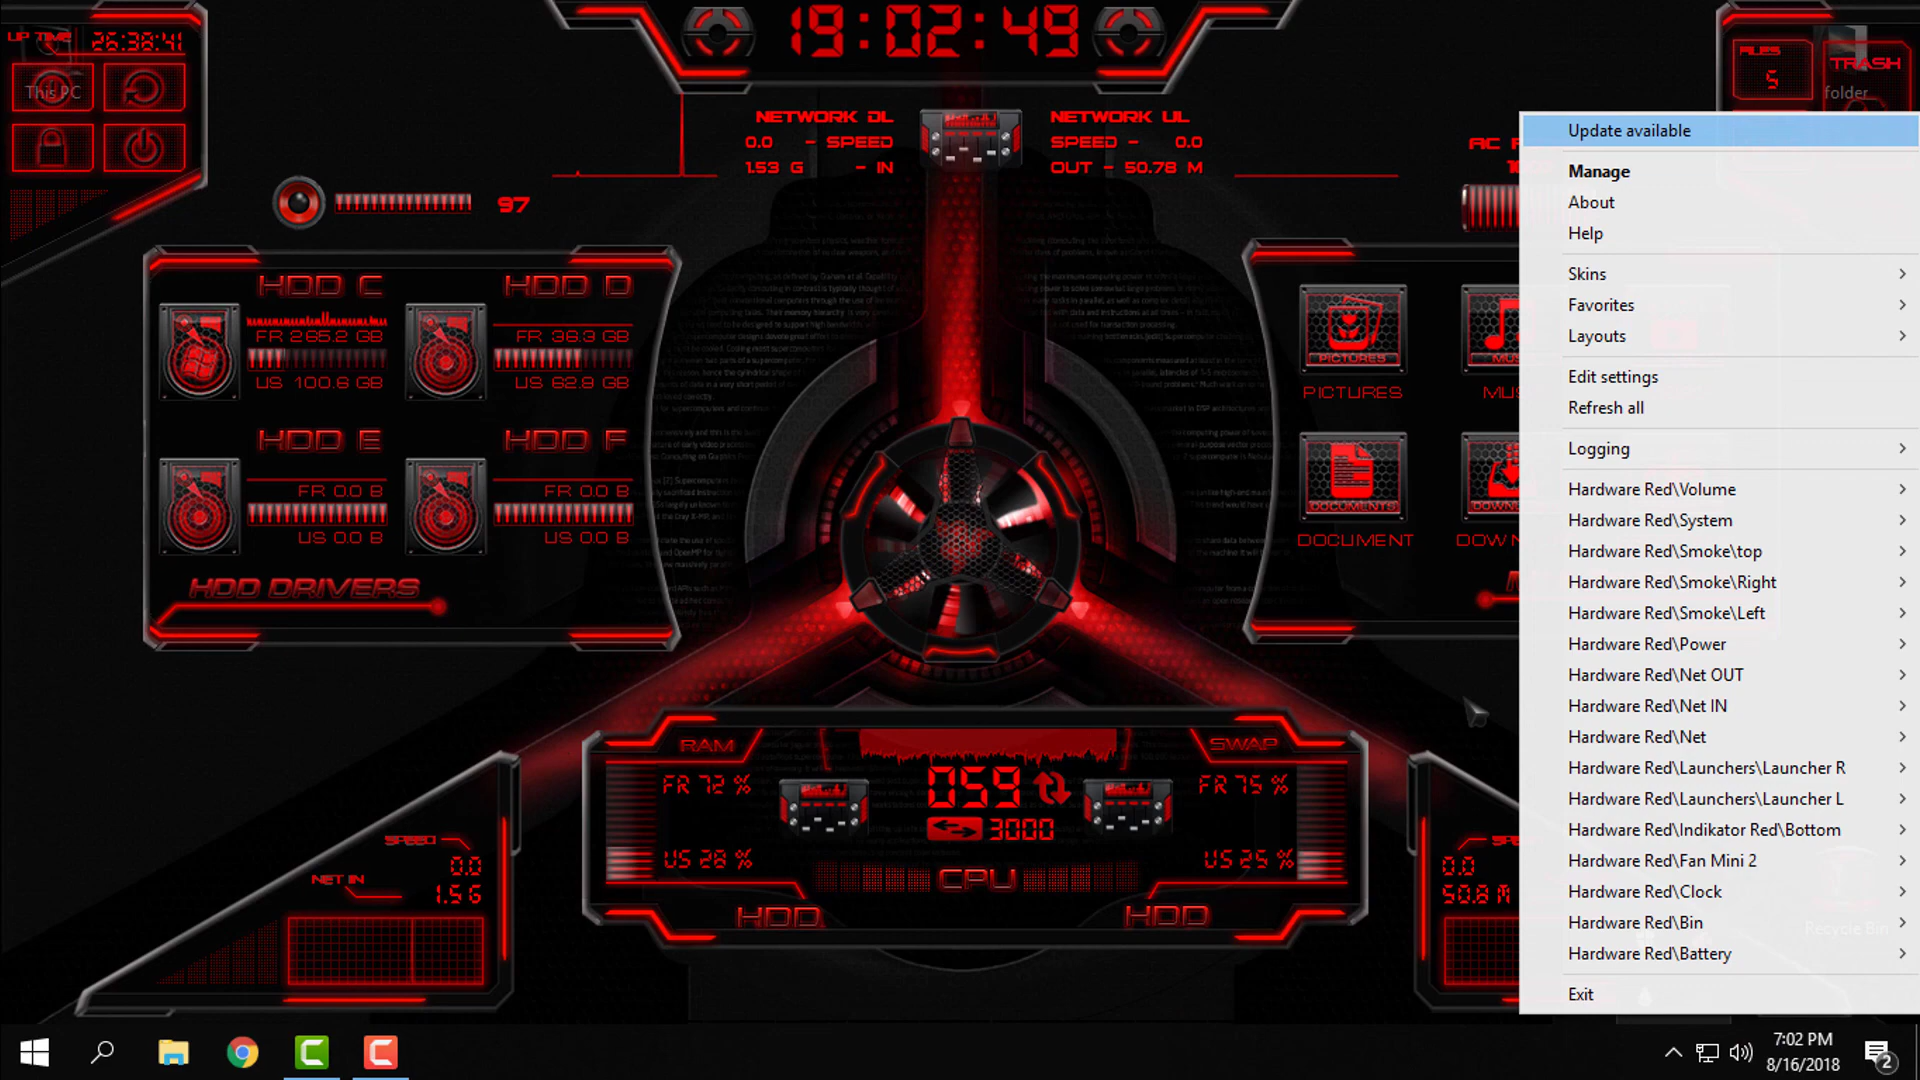 UP TIME 26:38:41
This PC
19:02:49
FILES
5
TRASH
folder
NETWORK DL
0.0 - SPEED
1.53 G - IN
NETWORK UL
SPEED - 0.0
OUT - 50.78 M
97
HDD C
FR 265.2 GB
US 100.6 GB
HDD D
FR 36.3 GB
US 62.8 GB
HDD E
FR 0.0 B
US 0.0 B
HDD F
FR 0.0 B
US 0.0 B
HDD DRIVERS
PICTURES
PICTURES
DOCUMENTS
DOCUMENT
RAM
FR 72 %
US 28 %
059
3000
CPU
SWAP
FR 75 %
US 25 %
HDD
HDD
SPEED
0.0
NET IN
1.5G
0.0
50.8 M
Update available
Manage
About
Help
Skins
Favorites
Layouts
Edit settings
Refresh all
Logging
Hardware Red\Volume
Hardware Red\System
Hardware Red\Smoke\top
Hardware Red\Smoke\Right
Hardware Red\Smoke\Left
Hardware Red\Power
Hardware Red\Net OUT
Hardware Red\Net IN
Hardware Red\Net
Hardware Red\Launchers\Launcher R
Hardware Red\Launchers\Launcher L
Hardware Red\Indikator Red\Bottom
Hardware Red\Fan Mini 2
Hardware Red\Clock
Hardware Red\Bin
Hardware Red\Battery
Exit
Recycle Bin
7:02 PM
8/16/2018
2